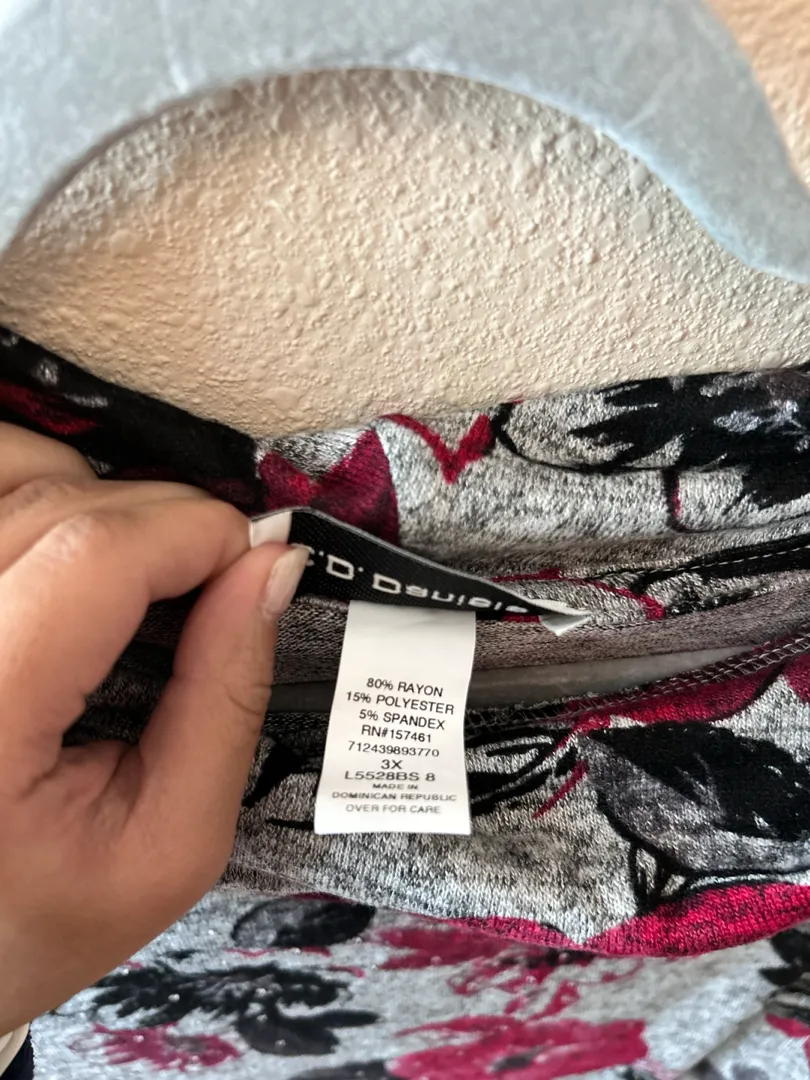 .D. Daniels
80% RAYON
15% POLYESTER
5% SPANDEX
RN#157461
712439893770
3X
L5528BS 8
MADE IN
DOMINICAN REPUBLIC
OVER FOR CARE